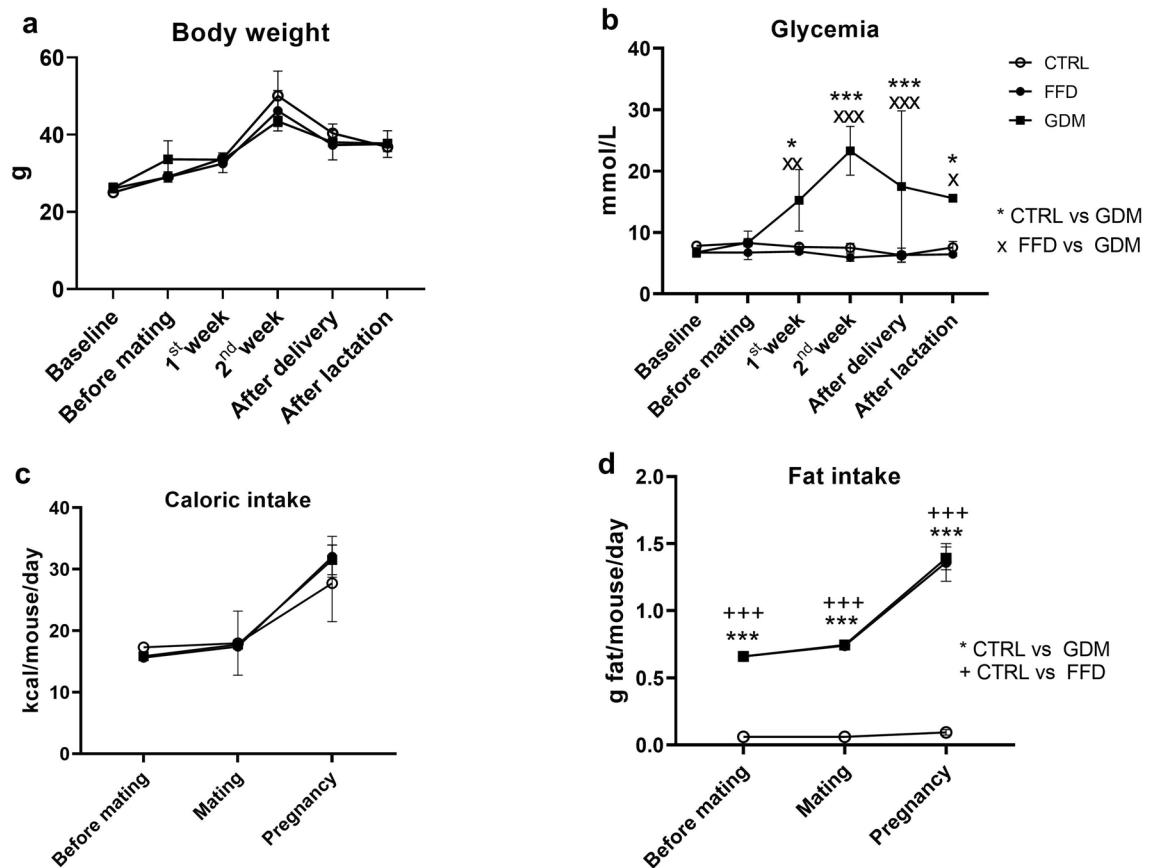 a
Body weight
60
40
20
0
g
Baseline
Before mating
1st week
2nd week
After delivery
After lactation
b
Glycemia
40
30
20
10
0
mmol/L
CTRL
FFD
GDM
*
xx
***
xxx
***
xxx
*
x
* CTRL vs GDM
x FFD vs GDM
Baseline
Before mating
1st week
2nd week
After delivery
After lactation
c
Caloric intake
40
30
20
10
0
kcal/mouse/day
Before mating
Mating
Pregnancy
d
Fat intake
2.0
1.5
1.0
0.5
0.0
g fat/mouse/day
+++
***
+++
***
+++
***
* CTRL vs GDM
+ CTRL vs FFD
Before mating
Mating
Pregnancy